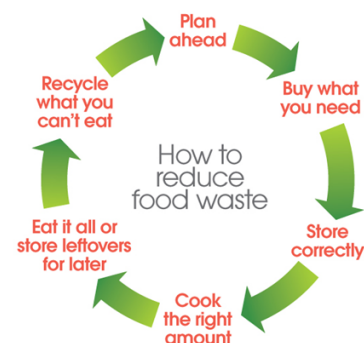 Plan
ahead
Buy what
you need
Store
correctly
Cook
the right
amount
Eat it all or
store leftovers
for later
Recycle
what you
can't eat
How to
reduce
food waste